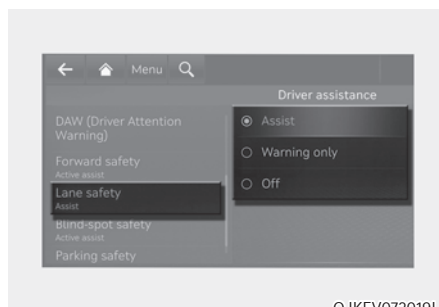 Menu
Driver assistance
DAW (Driver Attention
Warning)
Forward safety
Active assist
Lane safety
Assist
Blind-spot safety
Active assist
Parking safety
Assist
Warning only
Off